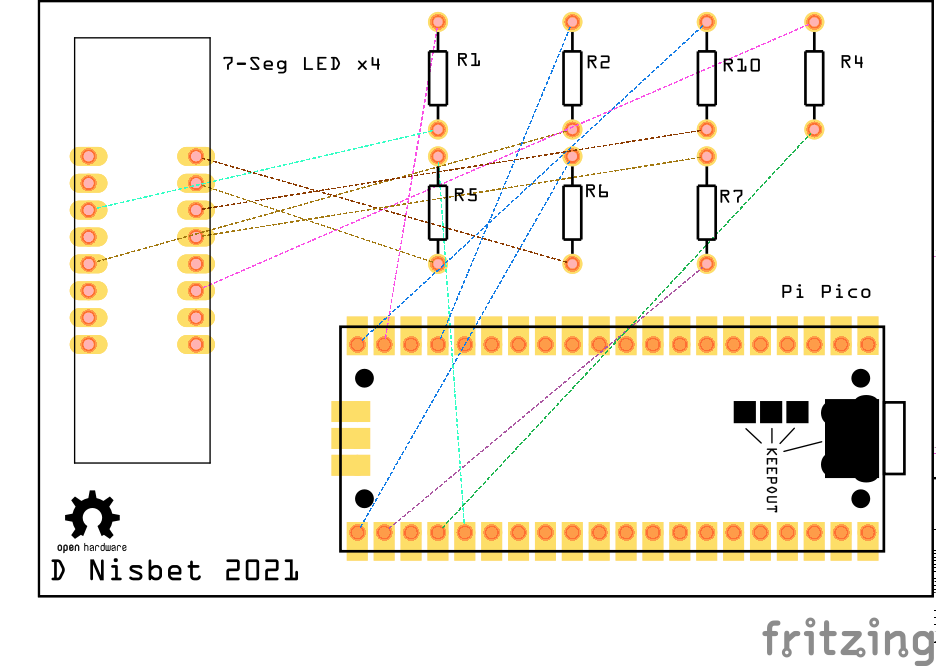 7-Seg LED x4
R1
R2
R10
R4
R5
R6
R7
Pi Pico
KEEPOUT
open hardware
D Nisbet 2021
fritzing